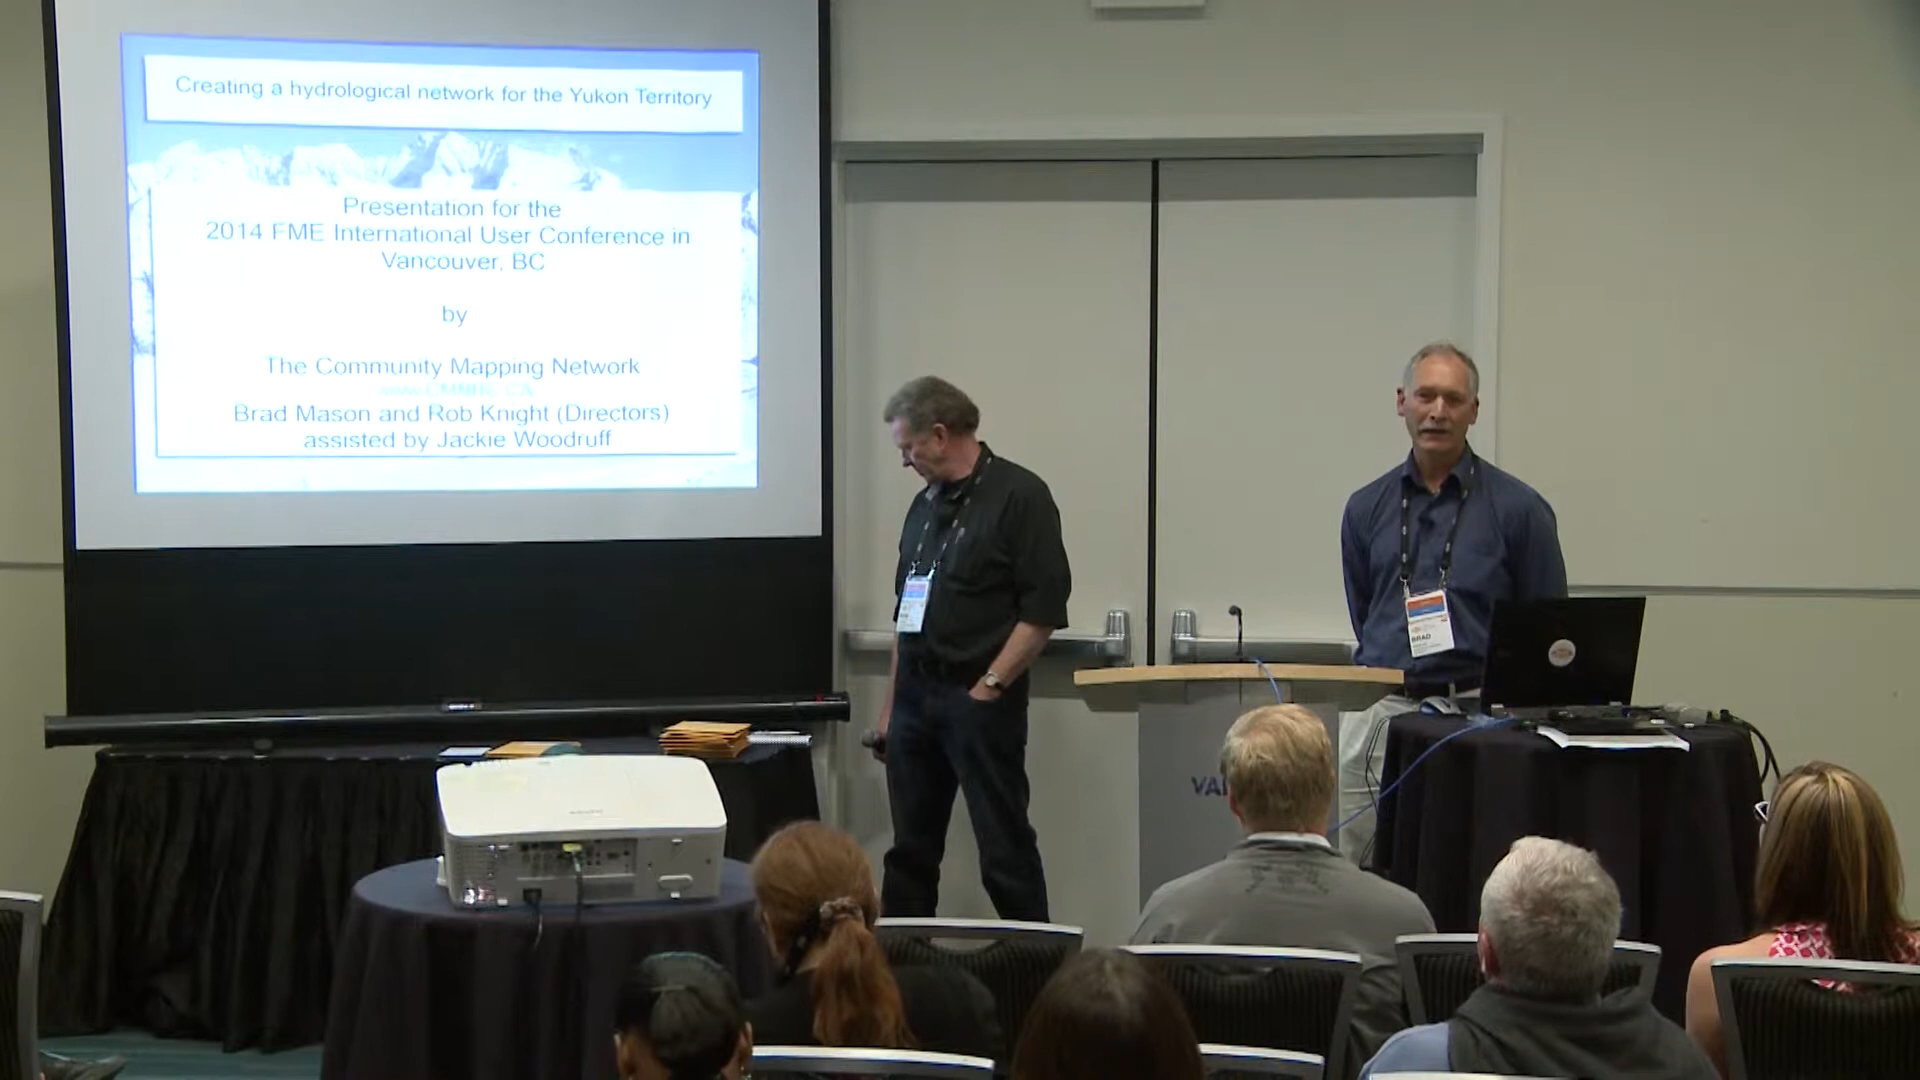 Creating a hydrological network for the Yukon Territory
Presentation for the
2014 FME International User Conference in
Vancouver, BC
by
The Community Mapping Network
Brad Mason and Rob Knight (Directors)
assisted by Jackie Woodruff
BRAD